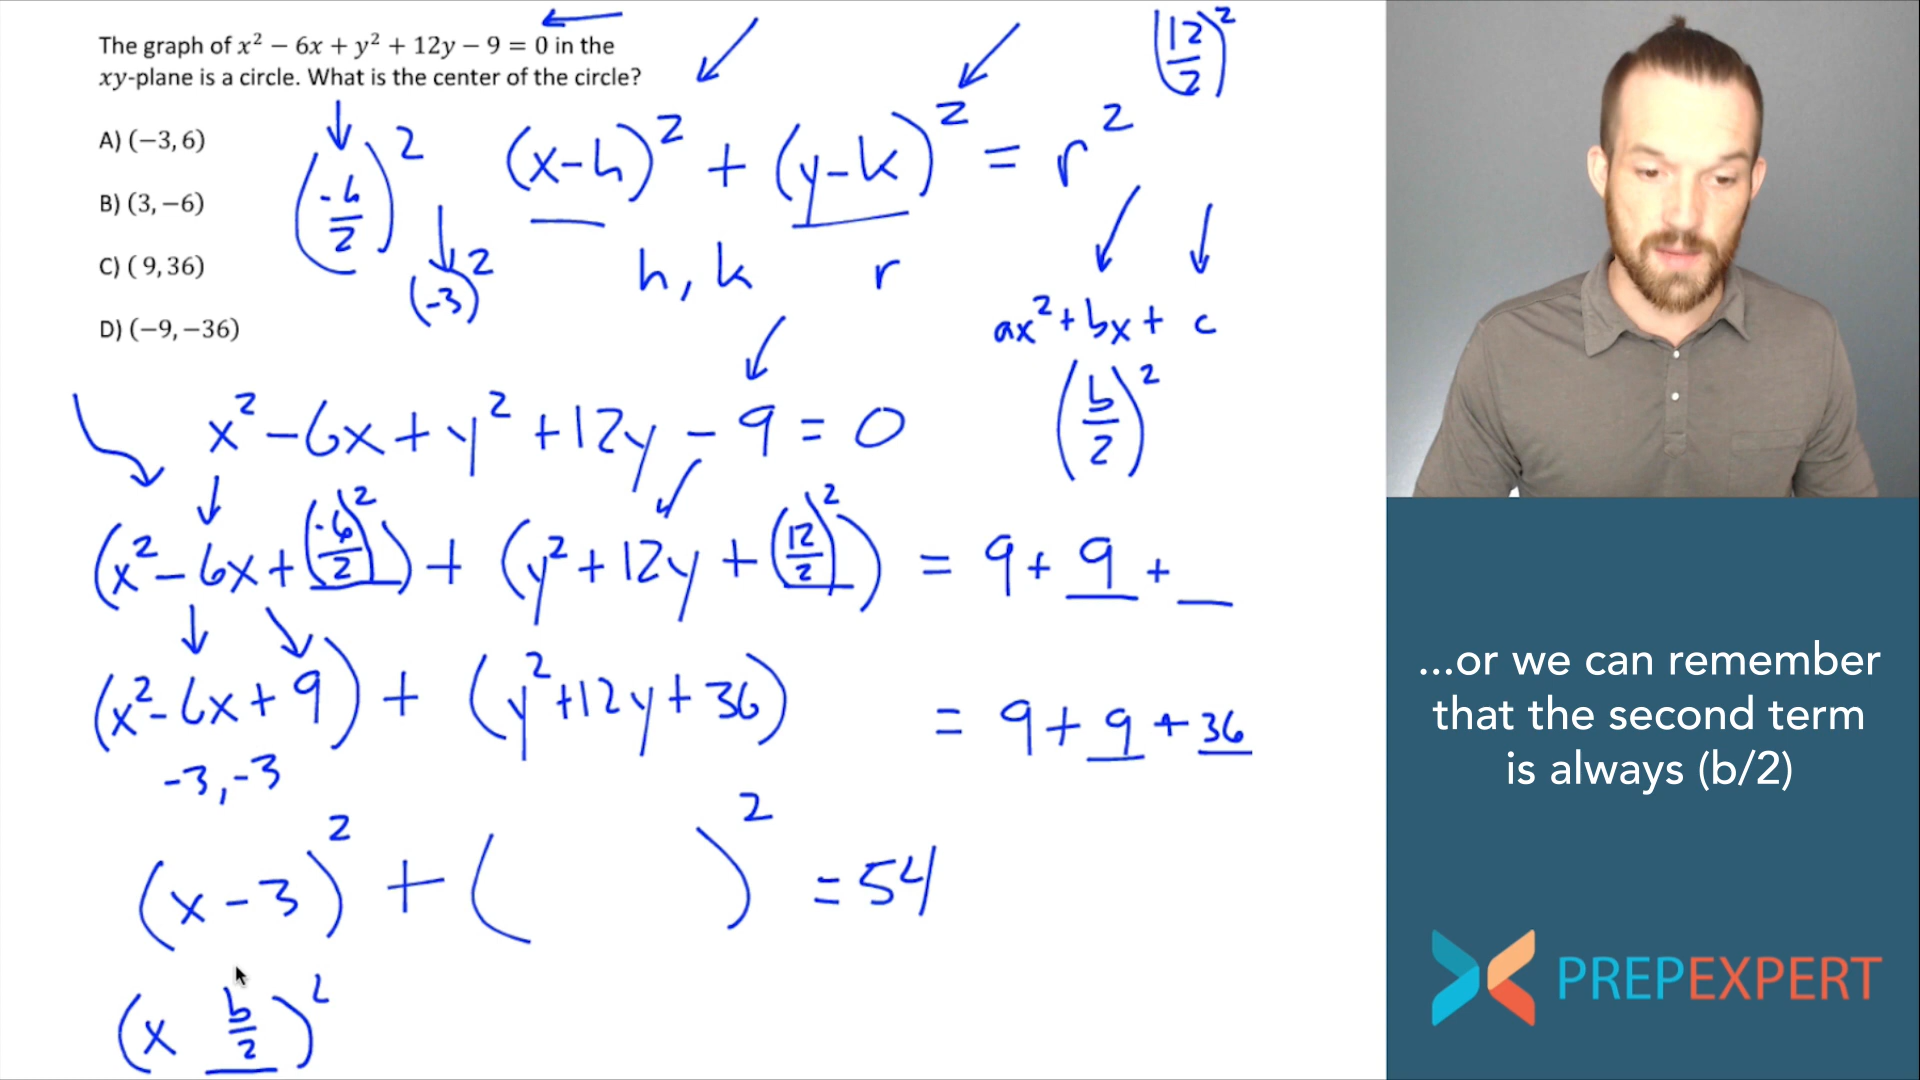 The graph of x² − 6x + y² + 12y − 9 = 0 in the
xy-plane is a circle. What is the center of the circle?
A) (−3, 6)
B) (3, −6)
C) ( 9, 36)
D) (−9, −36)
(12/2)²
(-6/2)²
(-3)²
(x-h)² + (y-k)² = r²
h, k r
ax² + bx + c
(b/2)²
x² - 6x + y² + 12y - 9 = 0
(x² - 6x + (-6/2)²) + (y² + 12y + (12/2)²) = 9 + 9 + __
(x² - 6x + 9) + (y² + 12y + 36) = 9 + 9 + 36
-3, -3
(x - 3)² + ( )² = 54
(x b/2)²
...or we can remember
that the second term
is always (b/2)
PREPEXPERT